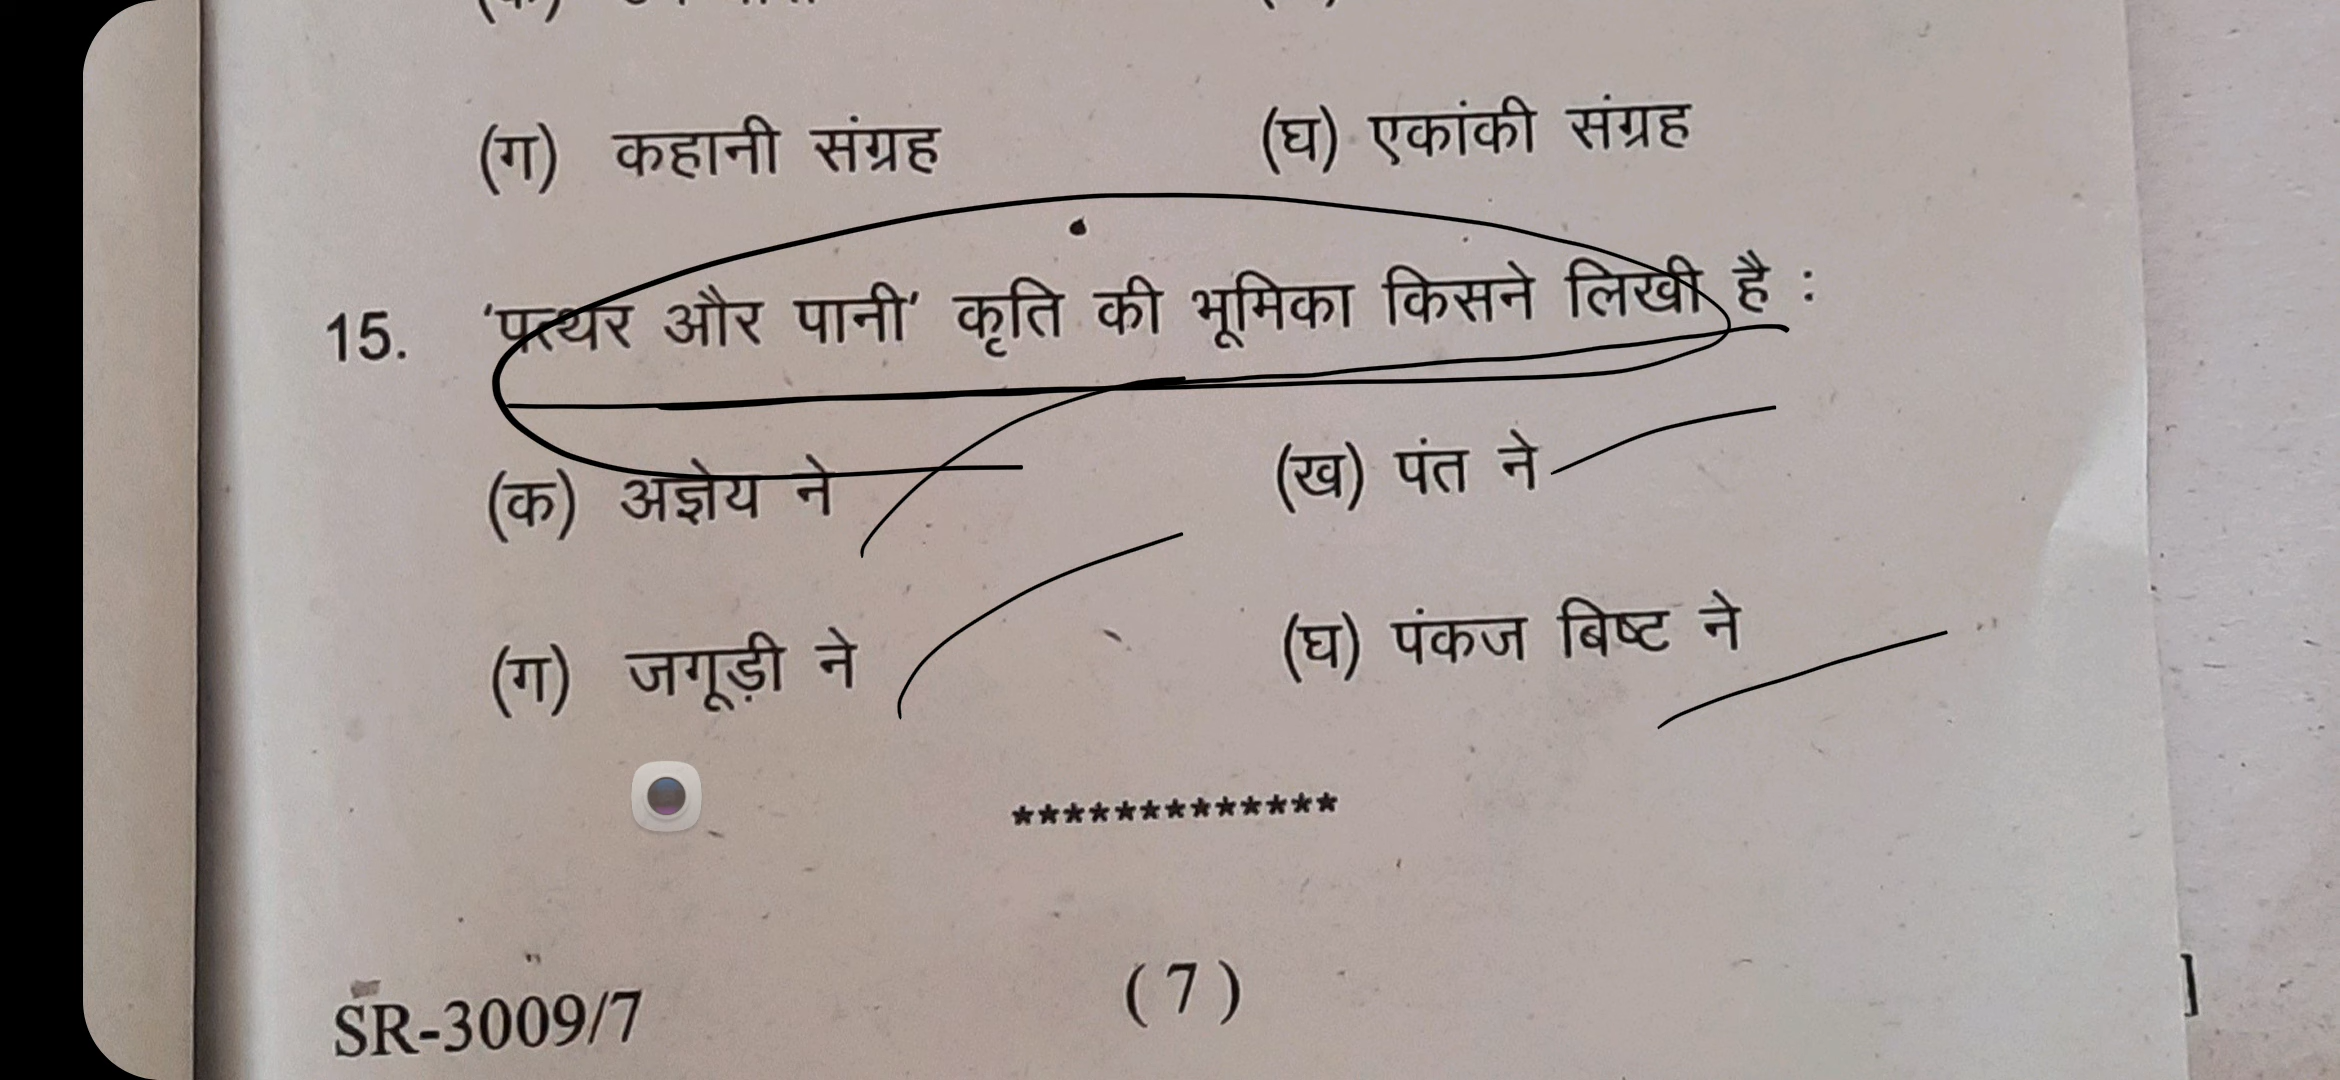 (ग) कहानी संग्रह (घ) एकांकी संग्रह
15. 'पत्थर और पानी' कृति की भूमिका किसने लिखी है :
(क) अज्ञेय ने (ख) पंत ने
(ग) जगूड़ी ने (घ) पंकज बिष्ट ने
*************
SR-3009/7 (7) ]